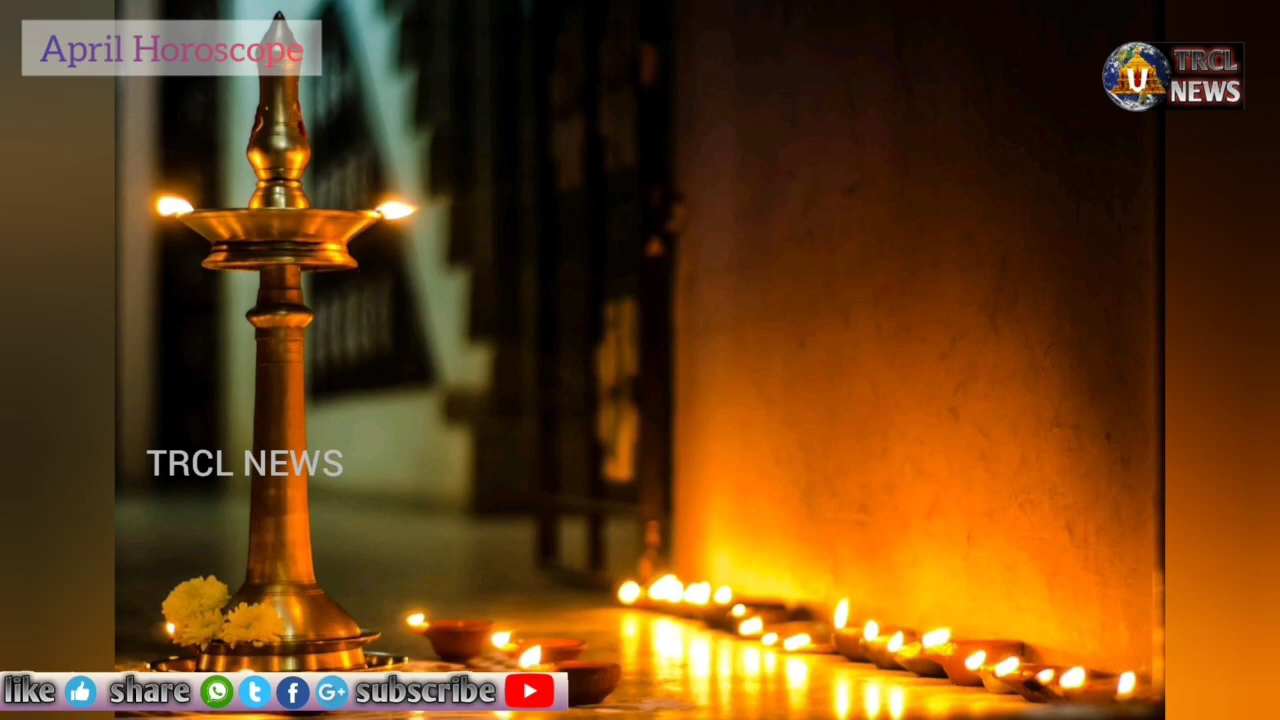 April Horoscope
U
TRCL
NEWS
TRCL NEWS
like share subscribe